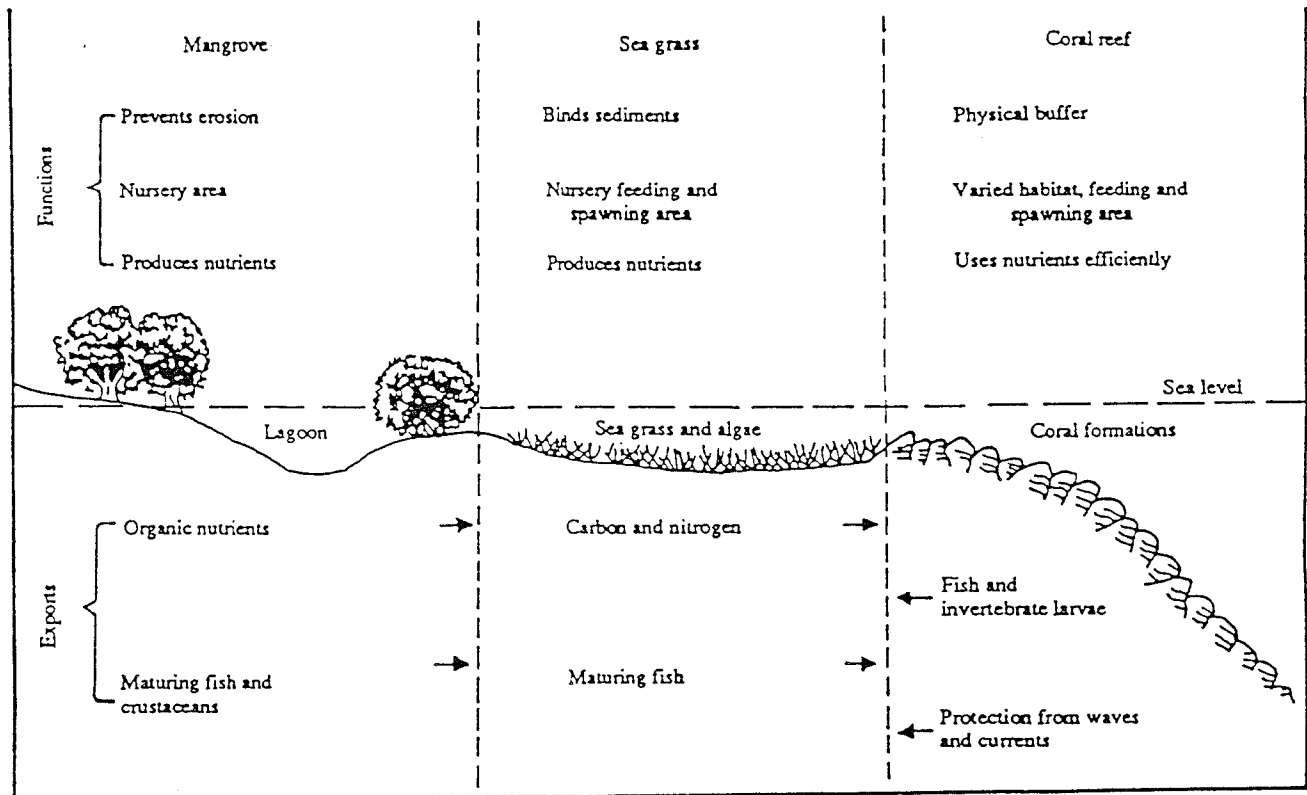 Mangrove
Sea grass
Coral reef
Functions
Prevents erosion
Binds sediments
Physical buffer
Nursery area
Nursery feeding and
spawning area
Varied habitat, feeding and
spawning area
Produces nutrients
Produces nutrients
Uses nutrients efficiently
Sea level
Lagoon
Sea grass and algae
Coral formations
Exports
Organic nutrients
Carbon and nitrogen
Fish and
invertebrate larvae
Maturing fish and
crustaceans
Maturing fish
Protection from waves
and currents